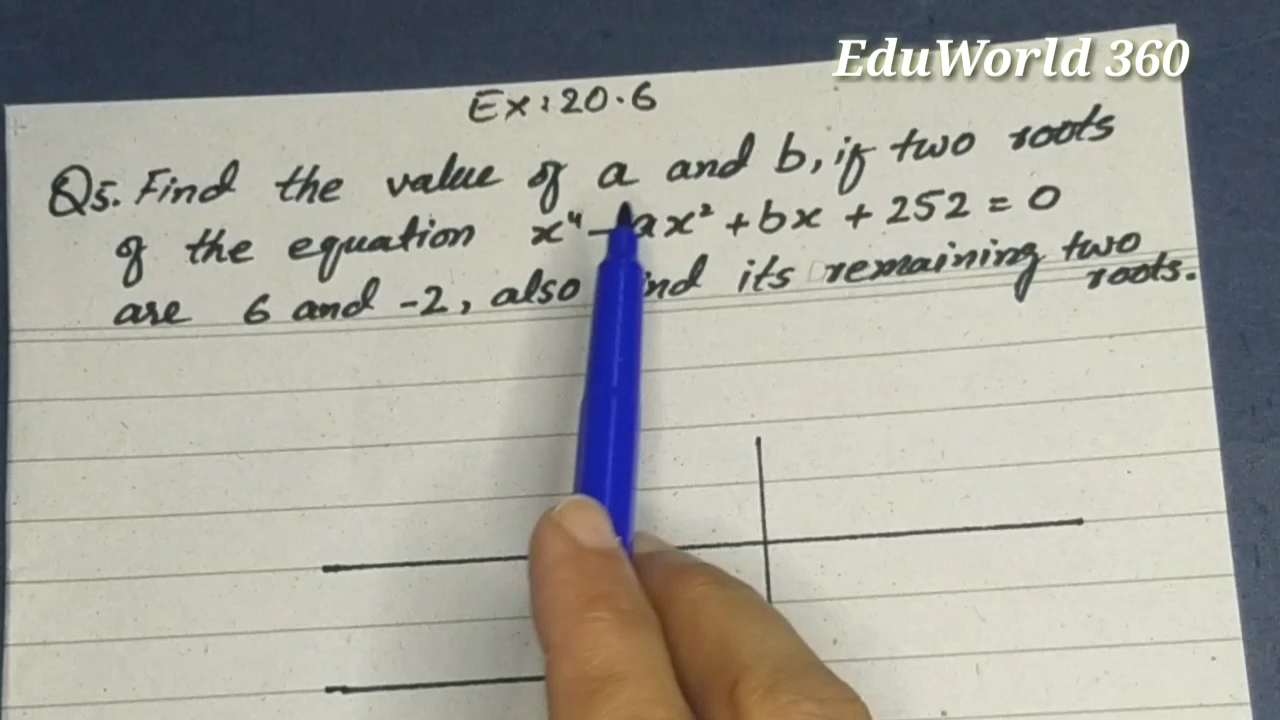 EduWorld 360
Ex: 20.6
Q5. Find the value of a and b, if two roots
of the equation x⁴ - ax² + bx + 252 = 0
are 6 and -2, also find its remaining two
roots.